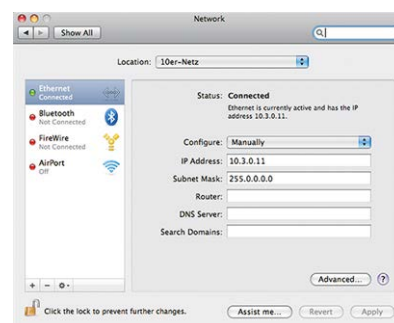 Network
Show All
Location: 10er-Netz
Ethernet
Connected
Bluetooth
Not Connected
FireWire
Not Connected
AirPort
Off
Status: Connected
Ethernet is currently active and has the IP
address 10.3.0.11.
Configure: Manually
IP Address: 10.3.0.11
Subnet Mask: 255.0.0.0.0
Router:
DNS Server:
Search Domains:
Advanced... ?
Click the lock to prevent further changes.
Assist me... Revert Apply